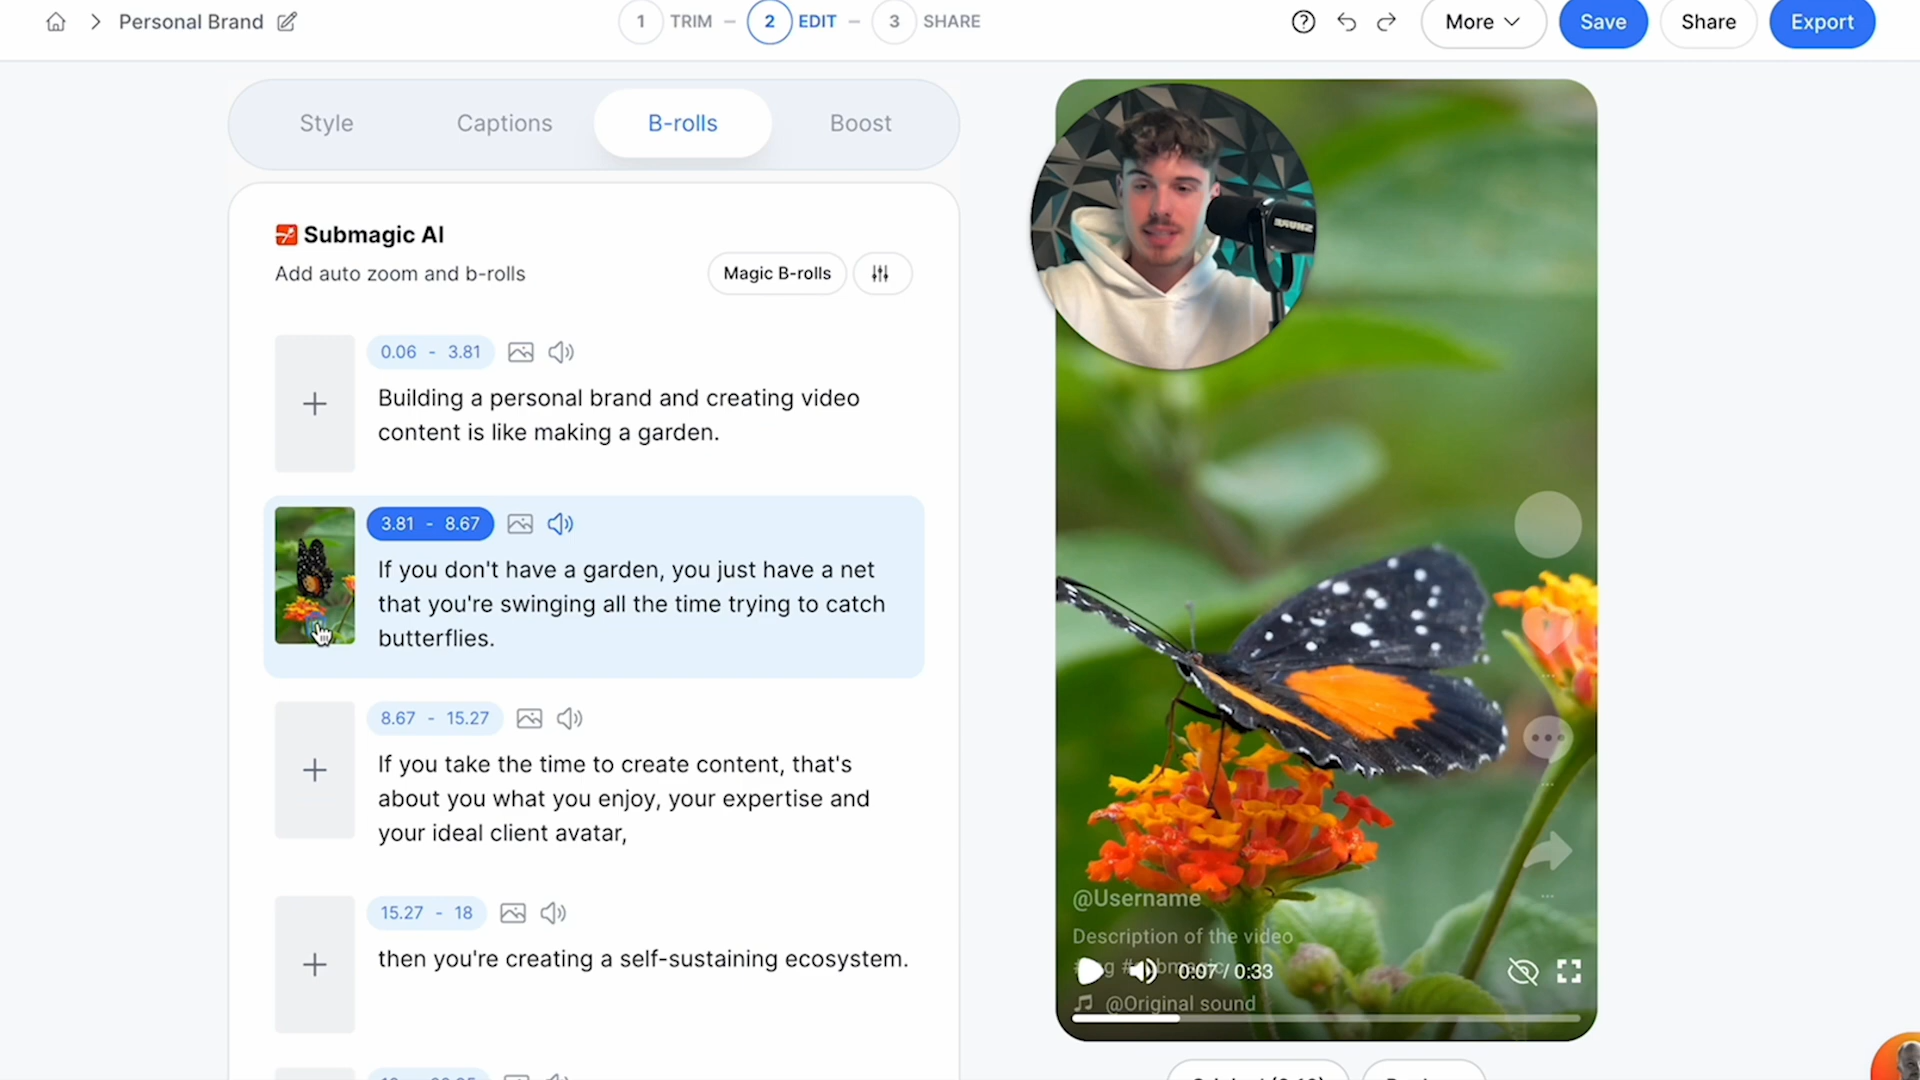 Personal Brand
1 TRIM
2 EDIT
3 SHARE
More
Save
Share
Export
Style
Captions
B-rolls
Boost
Submagic AI
Add auto zoom and b-rolls
Magic B-rolls
0.06 - 3.81
Building a personal brand and creating video
content is like making a garden.
3.81 - 8.67
If you don't have a garden, you just have a net
that you're swinging all the time trying to catch
butterflies.
8.67 - 15.27
If you take the time to create content, that's
about you what you enjoy, your expertise and
your ideal client avatar,
15.27 - 18
then you're creating a self-sustaining ecosystem.
@Username
Description of the video
0:07 / 0:33
@Original sound